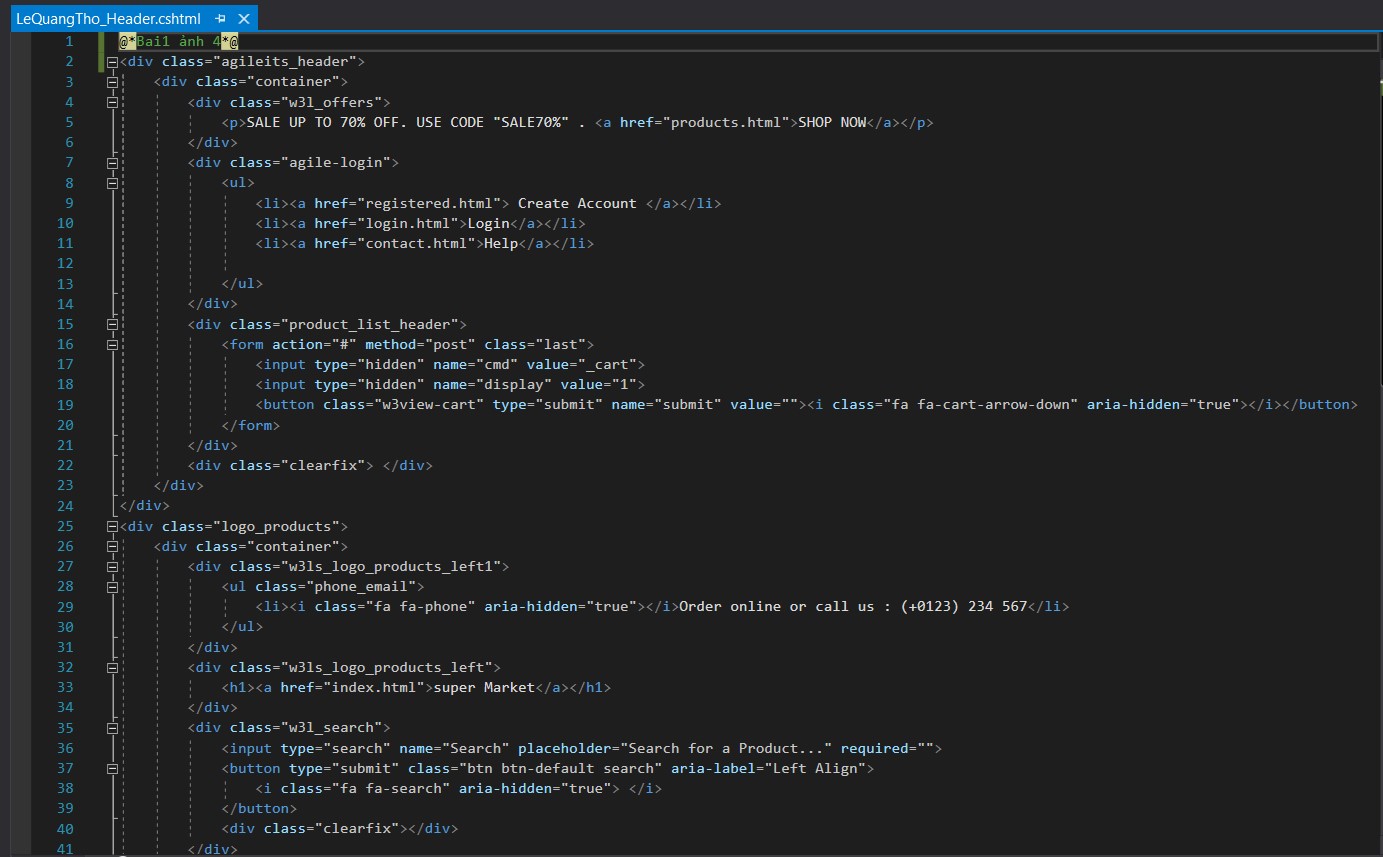 LeQuangTho_Header.cshtml
1 @*Bai1 ảnh 4*@
2 <div class="agileits_header">
3 <div class="container">
4 <div class="w3l_offers">
5 <p>SALE UP TO 70% OFF. USE CODE "SALE70%" . <a href="products.html">SHOP NOW</a></p>
6 </div>
7 <div class="agile-login">
8 <ul>
9 <li><a href="registered.html"> Create Account </a></li>
10 <li><a href="login.html">Login</a></li>
11 <li><a href="contact.html">Help</a></li>
12
13 </ul>
14 </div>
15 <div class="product_list_header">
16 <form action="#" method="post" class="last">
17 <input type="hidden" name="cmd" value="_cart">
18 <input type="hidden" name="display" value="1">
19 <button class="w3view-cart" type="submit" name="submit" value=""><i class="fa fa-cart-arrow-down" aria-hidden="true"></i></button>
20 </form>
21 </div>
22 <div class="clearfix"> </div>
23 </div>
24 </div>
25 <div class="logo_products">
26 <div class="container">
27 <div class="w3ls_logo_products_left1">
28 <ul class="phone_email">
29 <li><i class="fa fa-phone" aria-hidden="true"></i>Order online or call us : (+0123) 234 567</li>
30 </ul>
31 </div>
32 <div class="w3ls_logo_products_left">
33 <h1><a href="index.html">super Market</a></h1>
34 </div>
35 <div class="w3l_search">
36 <input type="search" name="Search" placeholder="Search for a Product..." required="">
37 <button type="submit" class="btn btn-default search" aria-label="Left Align">
38 <i class="fa fa-search" aria-hidden="true"> </i>
39 </button>
40 <div class="clearfix"></div>
41 </div>